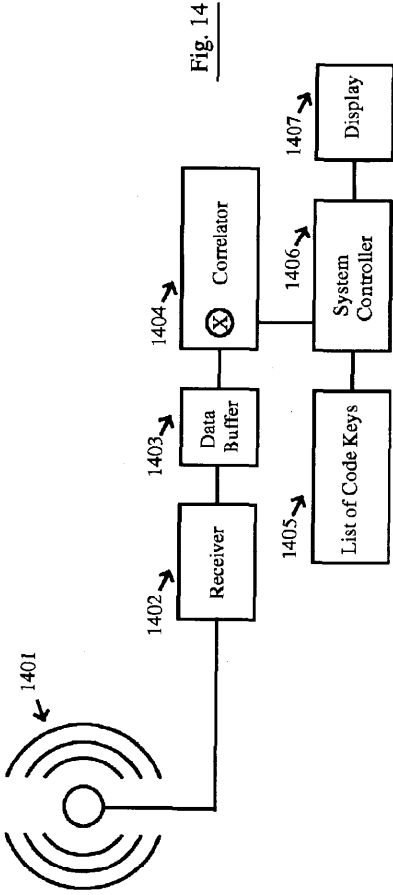 Fig. 14
1401
1402
Receiver
1403
Data
Buffer
1404
X
Correlator
1405
List of Code Keys
1406
System
Controller
1407
Display